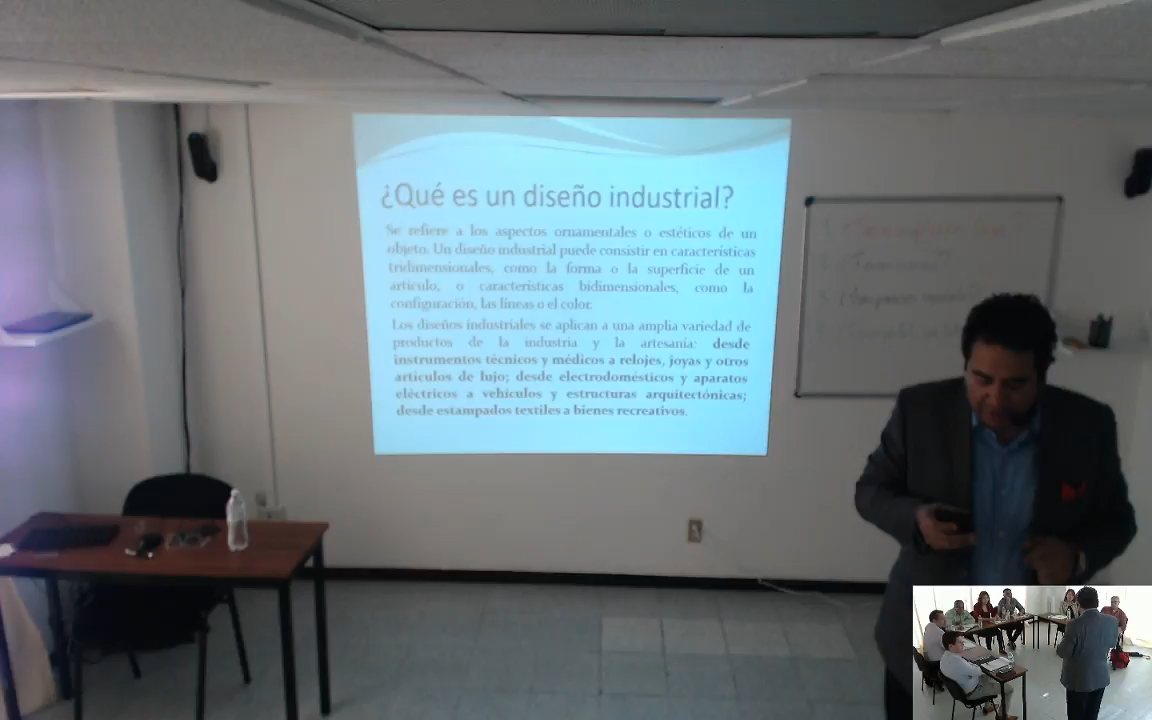 ¿Qué es un diseño industrial?
Se refiere a los aspectos ornamentales o estéticos de un
objeto. Un diseño industrial puede consistir en características
tridimensionales, como la forma o la superficie de un
artículo, o características bidimensionales, como la
configuración, las líneas o el color.
Los diseños industriales se aplican a una amplia variedad de
productos de la industria y la artesanía: desde
instrumentos técnicos y médicos a relojes, joyas y otros
artículos de lujo; desde electrodomésticos y aparatos
eléctricos a vehículos y estructuras arquitectónicas;
desde estampados textiles a bienes recreativos.